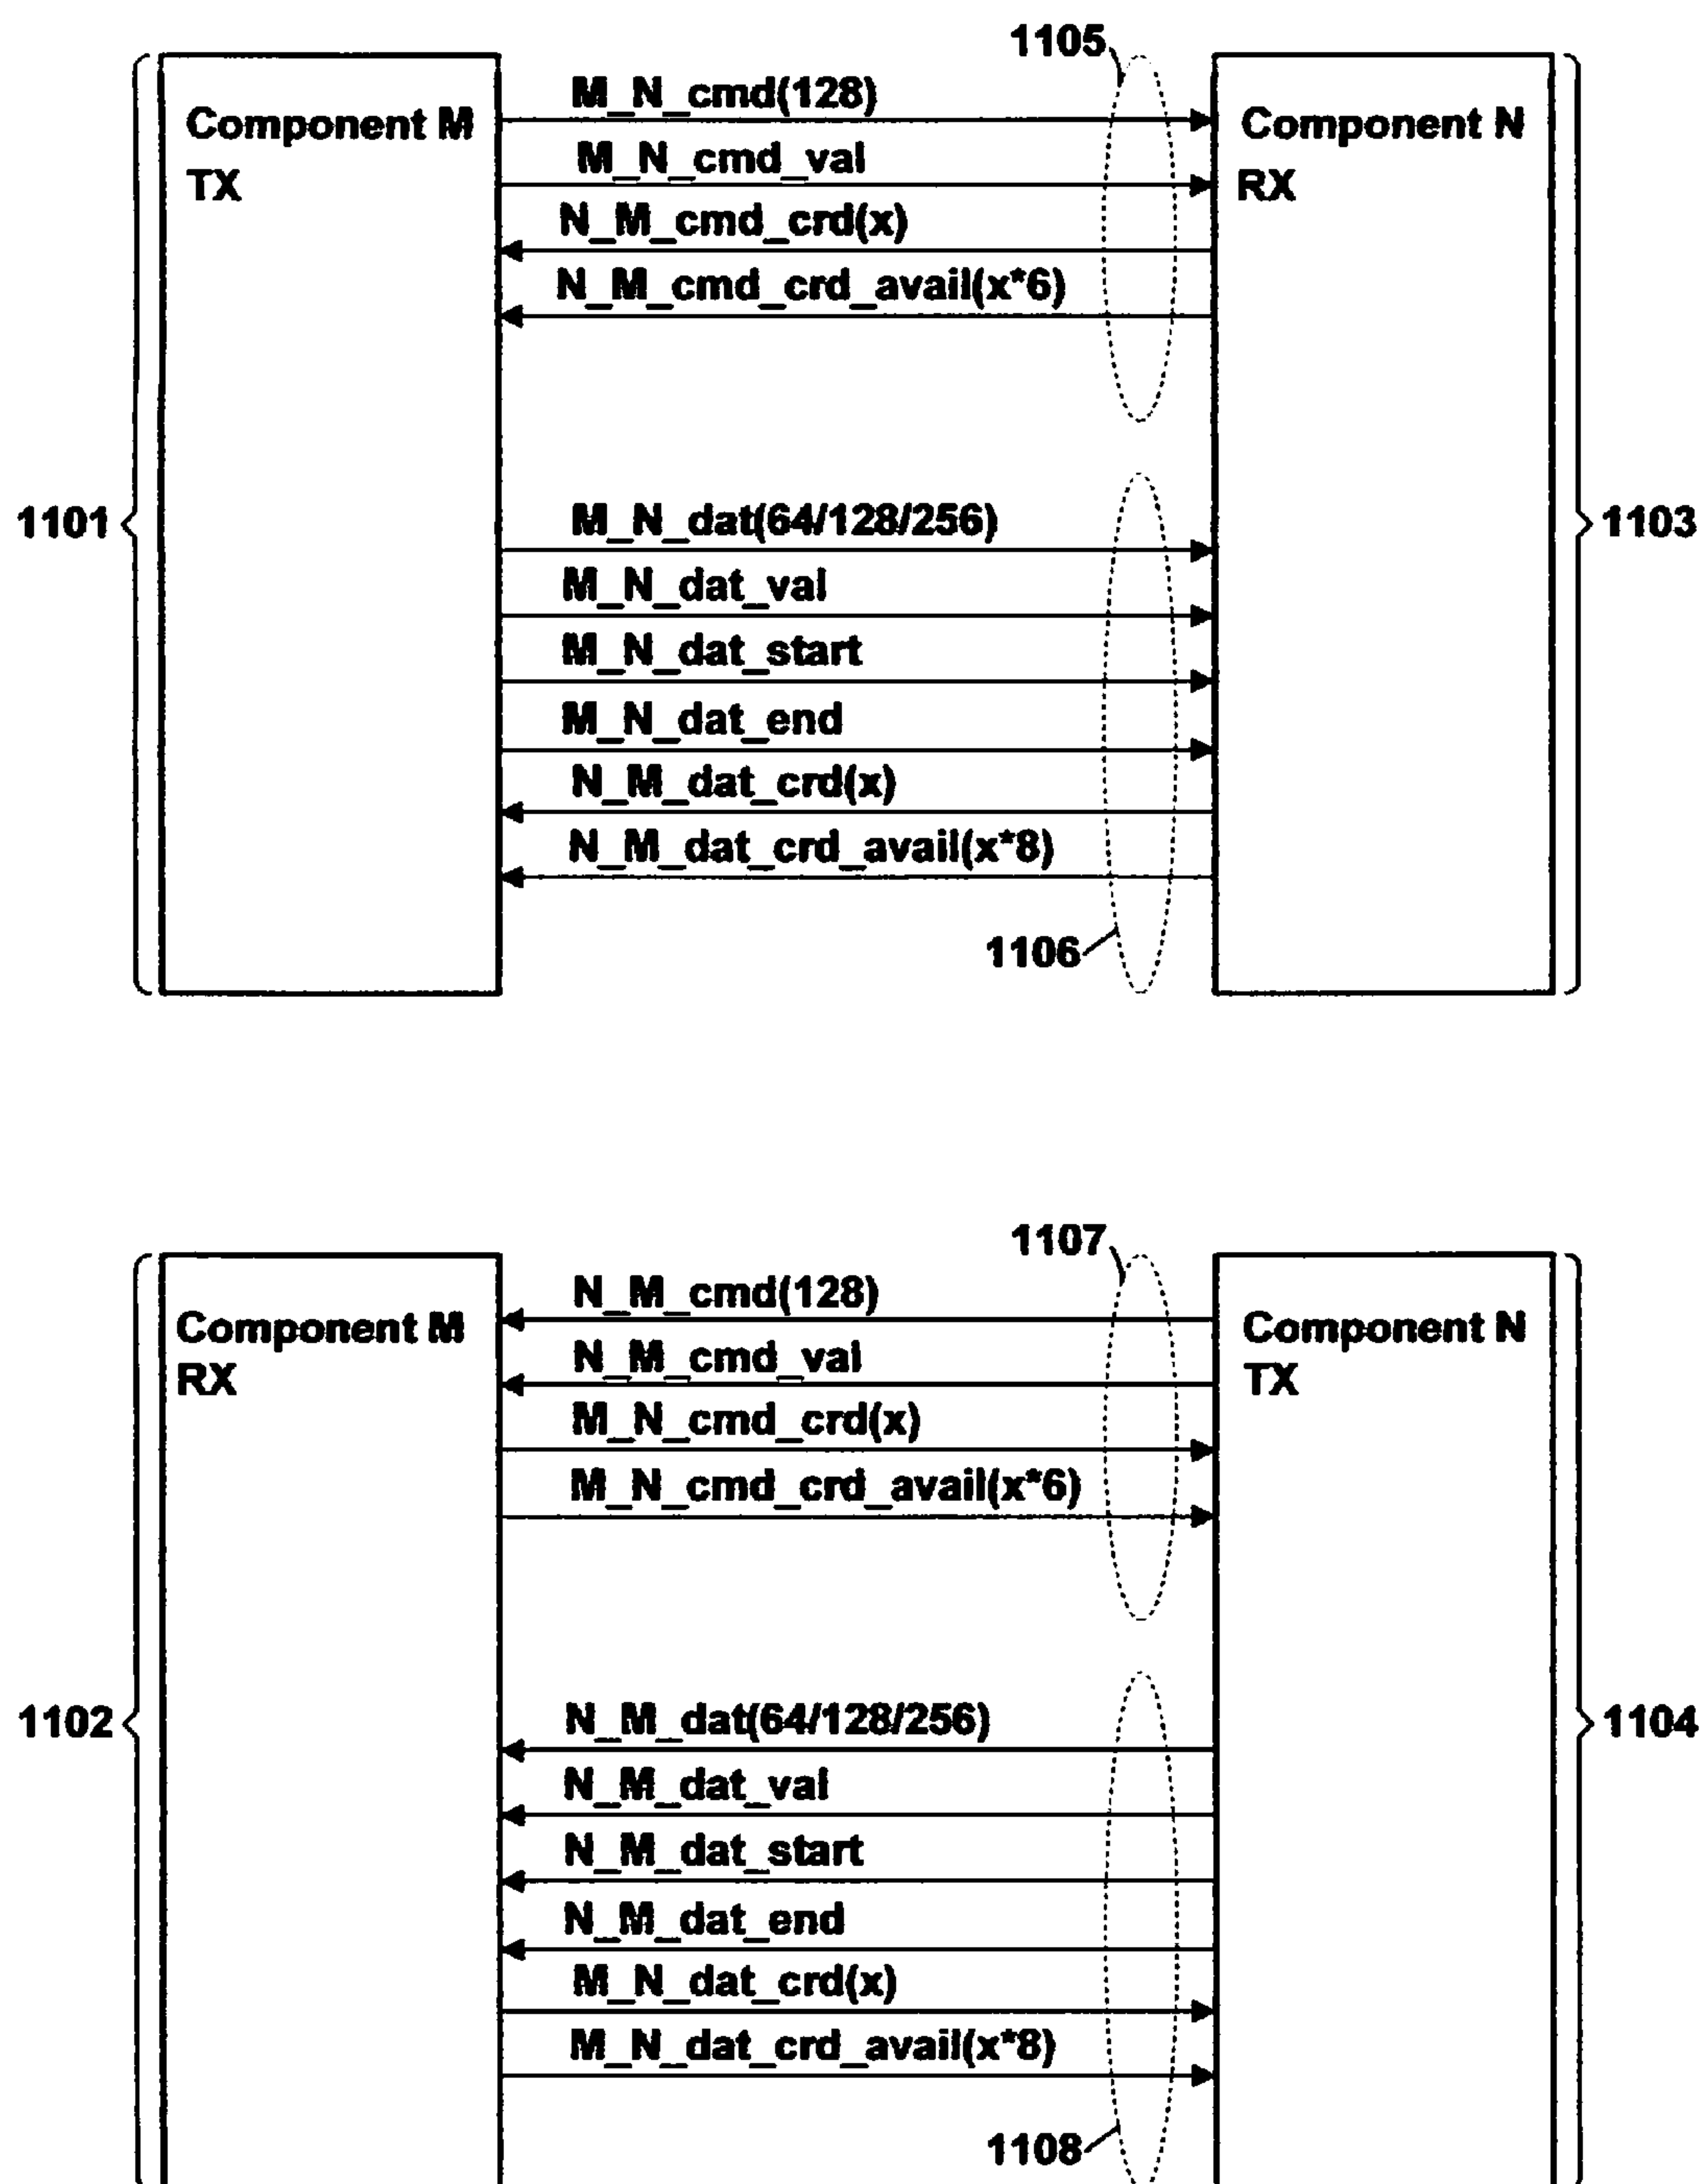 1105
M_N_cmd(128)
Component M
TX
Component N
RX
M_N_cmd_val
N_M_cmd_crd(x)
N_M_cmd_crd_avail(x*6)
1101
1103
M_N_dat(64/128/256)
M_N_dat_val
M_N_dat_start
M_N_dat_end
N_M_dat_crd(x)
N_M_dat_crd_avail(x*8)
1106
1107
N_M_cmd(128)
Component M
RX
Component N
TX
N_M_cmd_val
M_N_cmd_crd(x)
M_N_cmd_crd_avail(x*6)
1102
1104
N_M_dat(64/128/256)
N_M_dat_val
N_M_dat_start
N_M_dat_end
M_N_dat_crd(x)
M_N_dat_crd_avail(x*8)
1108